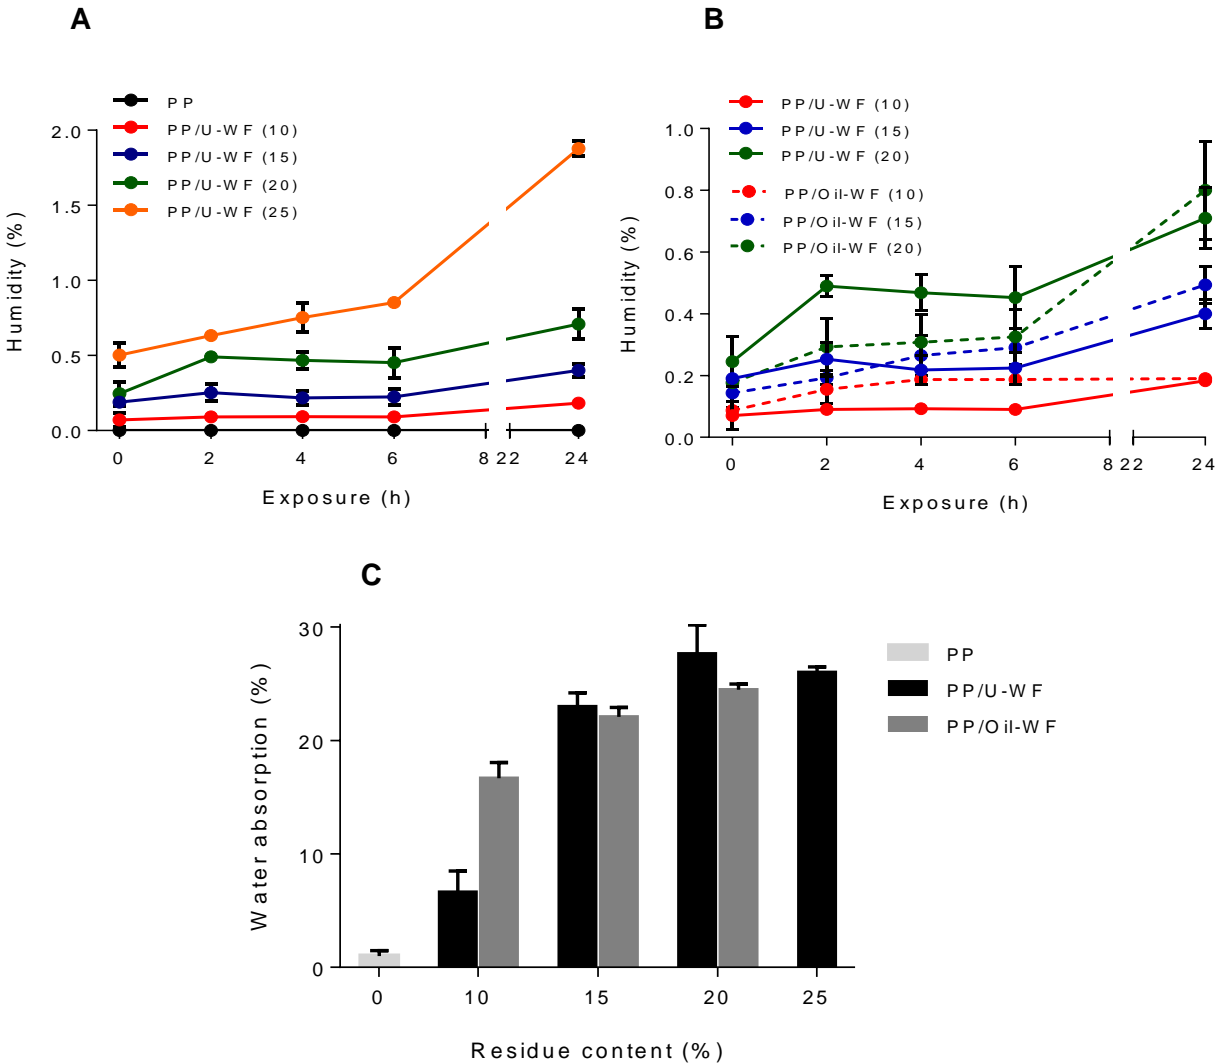 A
PP
PP/U-WF (10)
PP/U-WF (15)
PP/U-WF (20)
PP/U-WF (25)
2.0
1.5
1.0
0.5
0.0
Humidity (%)
0 2 4 6 8 22 24
Exposure (h)
B
PP/U-WF (10)
PP/U-WF (15)
PP/U-WF (20)
PP/Oil-WF (10)
PP/Oil-WF (15)
PP/Oil-WF (20)
1.0
0.8
0.6
0.4
0.2
0.0
Humidity (%)
0 2 4 6 8 22 24
Exposure (h)
C
30
20
10
0
Water absorption (%)
0 10 15 20 25
Residue content (%)
PP
PP/U-WF
PP/Oil-WF